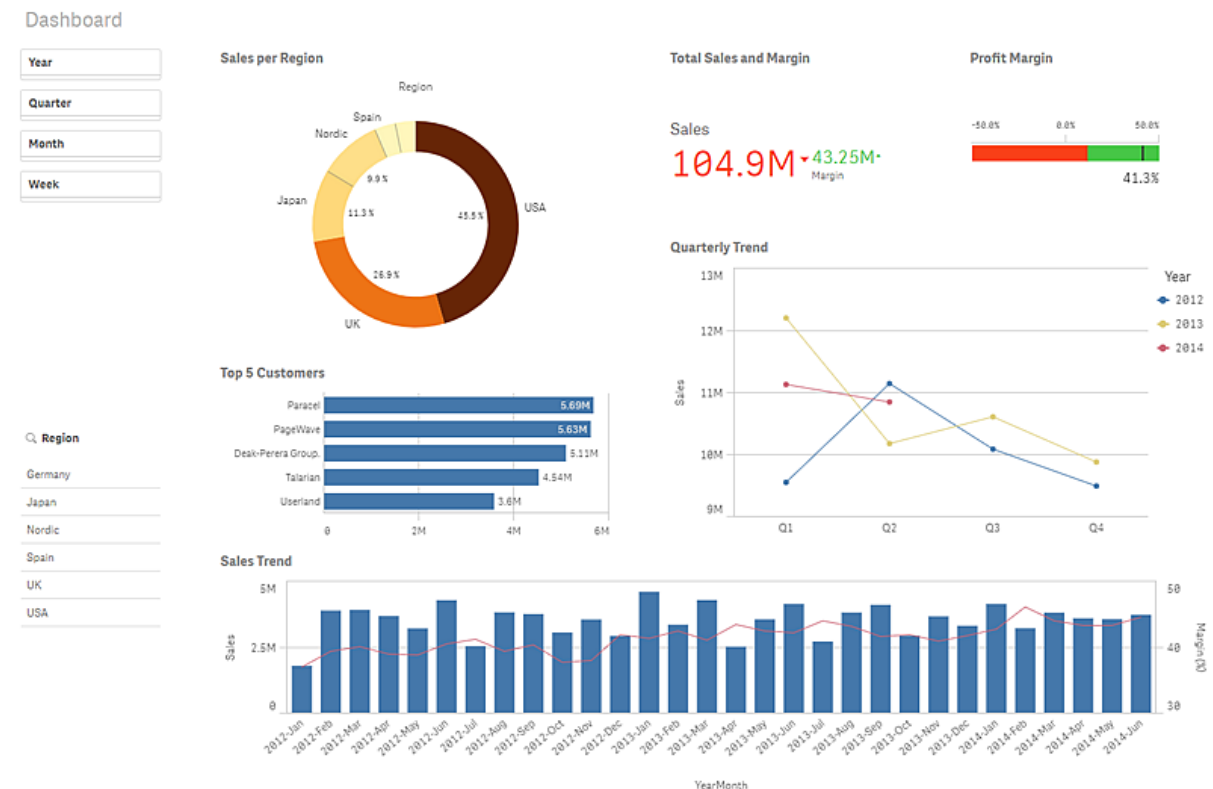 Dashboard
Year
Quarter
Month
Week
Region
Germany
Japan
Nordic
Spain
UK
USA
Sales per Region
Region
Spain
Nordic
Japan
USA
UK
9.9%
11.3%
45.5%
26.9%
Top 5 Customers
Paracel 5.69M
PageWave 5.63M
Deak-Perera Group. 5.11M
Talarian 4.54M
Userland 3.6M
0 2M 4M 6M
Total Sales and Margin
Sales
104.9M 43.25M
Margin
Profit Margin
-50.0% 0.0% 50.0%
41.3%
Quarterly Trend
13M
12M
11M
10M
9M
Sales
Q1 Q2 Q3 Q4
Year
2012
2013
2014
Sales Trend
5M
2.5M
0
Sales
50
40
30
Margin (%)
2012-Jan 2012-Feb 2012-Mar 2012-Apr 2012-May 2012-Jun 2012-Jul 2012-Aug 2012-Sep 2012-Oct 2012-Nov 2012-Dec 2013-Jan 2013-Feb 2013-Mar 2013-Apr 2013-May 2013-Jun 2013-Jul 2013-Aug 2013-Sep 2013-Oct 2013-Nov 2013-Dec 2014-Jan 2014-Feb 2014-Mar 2014-Apr 2014-May 2014-Jun
YearMonth